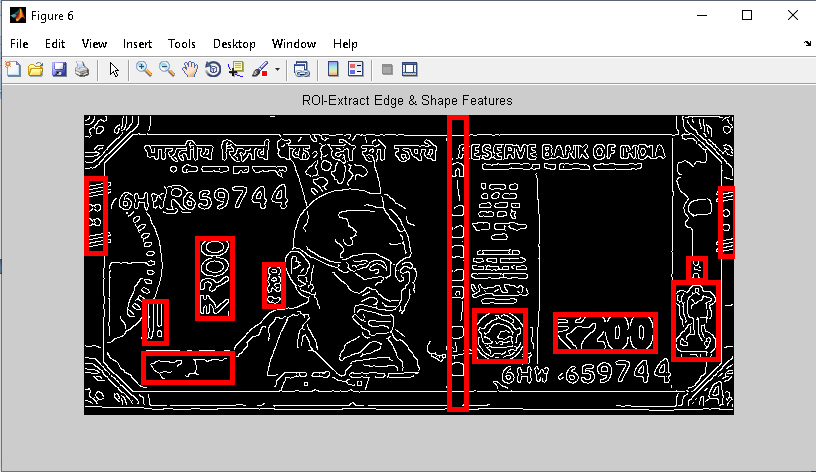 Figure 6
File Edit View Insert Tools Desktop Window Help
ROI-Extract Edge & Shape Features
भारतीय रिज़र्व बैंक दो सौ रुपये
RESERVE BANK OF INDIA
6HW 659744
₹200
₹200
6HW 659744